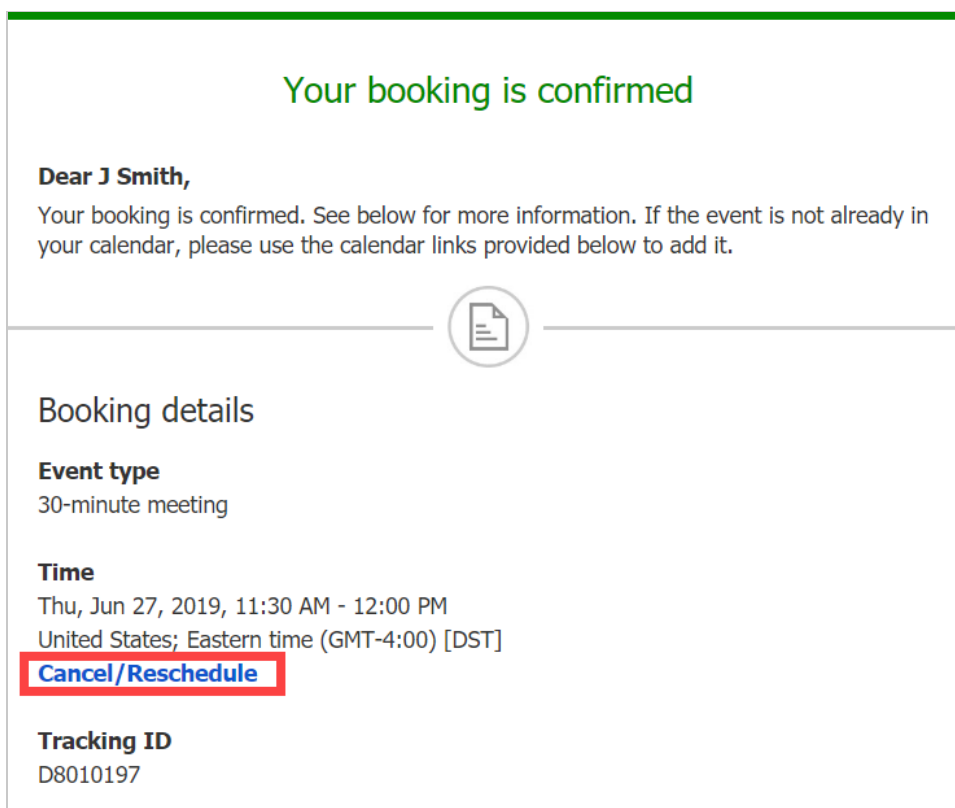 Your booking is confirmed
Dear J Smith,
Your booking is confirmed. See below for more information. If the event is not already in
your calendar, please use the calendar links provided below to add it.
Booking details
Event type
30-minute meeting
Time
Thu, Jun 27, 2019, 11:30 AM - 12:00 PM
United States; Eastern time (GMT-4:00) [DST]
Cancel/Reschedule
Tracking ID
D8010197